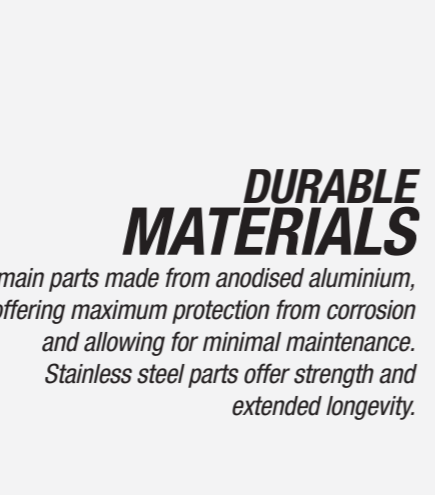 DURABLE
MATERIALS
main parts made from anodised aluminium,
offering maximum protection from corrosion
and allowing for minimal maintenance.
Stainless steel parts offer strength and
extended longevity.